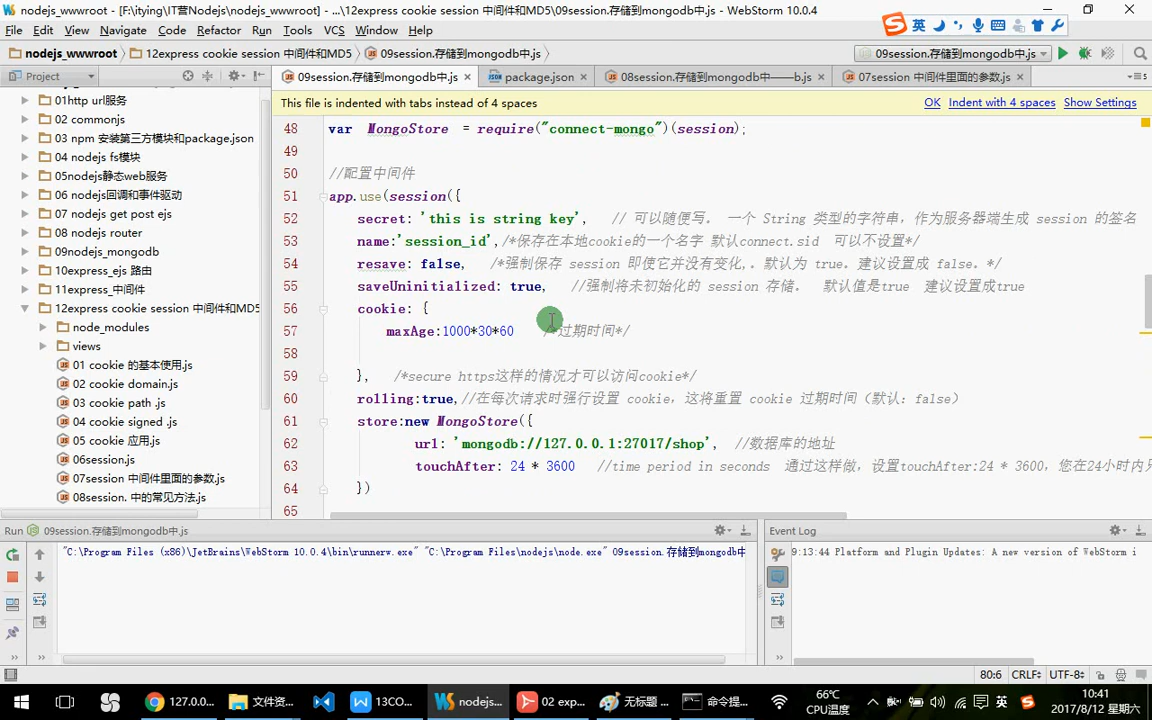 nodejs_wwwroot - [F:\itying\IT营Nodejs\nodejs_wwwroot] - ...\12express cookie session 中间件和MD5\09session.存储到mongodb中.js - WebStorm 10.0.4
英
File Edit View Navigate Code Refactor Run Tools VCS Window Help
nodejs_wwwroot 12express cookie session 中间件和MD5 09session.存储到mongodb中.js 09session.存储到mongodb中.js
Project
09session.存储到mongodb中.js package.json 08session.存储到mongodb中——b.js 07session 中间件里面的参数.js
This file is indented with tabs instead of 4 spaces OK Indent with 4 spaces Show Settings
01http url服务
02 commonjs
03 npm 安装第三方模块和package.json
04 nodejs fs模块
05nodejs静态web服务
06 nodejs回调和事件驱动
07 nodejs get post ejs
08 nodejs router
09nodejs_mongodb
10express_ejs 路由
11express_中间件
12express cookie session 中间件和MD5
node_modules
views
01 cookie 的基本使用.js
02 cookie domain.js
03 cookie path .js
04 cookie signed .js
05 cookie 应用.js
06session.js
07session 中间件里面的参数.js
08session. 中的常见方法.js
48 var MongoStore = require("connect-mongo")(session);
49
50 //配置中间件
51 app.use(session({
52 secret: 'this is string key', // 可以随便写。 一个 String 类型的字符串，作为服务器端生成 session 的签名
53 name:'session_id',/*保存在本地cookie的一个名字 默认connect.sid 可以不设置*/
54 resave: false, /*强制保存 session 即使它并没有变化,。默认为 true。建议设置成 false。*/
55 saveUninitialized: true, //强制将未初始化的 session 存储。 默认值是true 建议设置成true
56 cookie: {
57 maxAge:1000*30*60 /*过期时间*/
58
59 }, /*secure https这样的情况才可以访问cookie*/
60 rolling:true,//在每次请求时强行设置 cookie，这将重置 cookie 过期时间（默认：false）
61 store:new MongoStore({
62 url: 'mongodb://127.0.0.1:27017/shop', //数据库的地址
63 touchAfter: 24 * 3600 //time period in seconds 通过这样做，设置touchAfter:24 * 3600，您在24小时内只
64 })
65
Run 09session.存储到mongodb中.js
"C:\Program Files (x86)\JetBrains\WebStorm 10.0.4\bin\runnerw.exe" "C:\Program Files\nodejs\node.exe" 09session.存储到mongodb中
Event Log
9:13:44 Platform and Plugin Updates: A new version of WebStorm i
80:6 CRLF UTF-8
127.0.0... 文件资... 13CO... nodejs... 02 exp... 无标题... 命令提...
66℃
CPU温度
英
10:41
2017/8/12 星期六